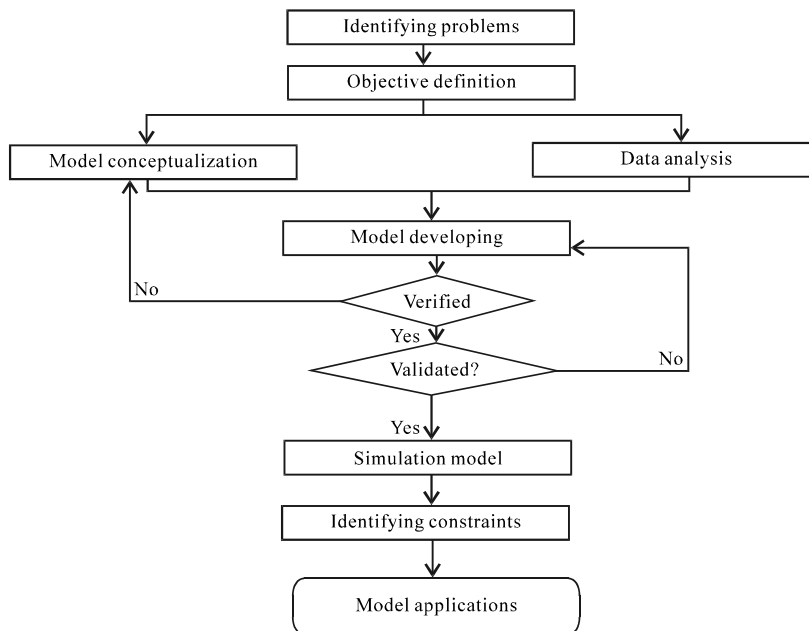 Identifying problems
Objective definition
Model conceptualization
Data analysis
Model developing
No
Verified
Yes
Validated?
No
Yes
Simulation model
Identifying constraints
Model applications